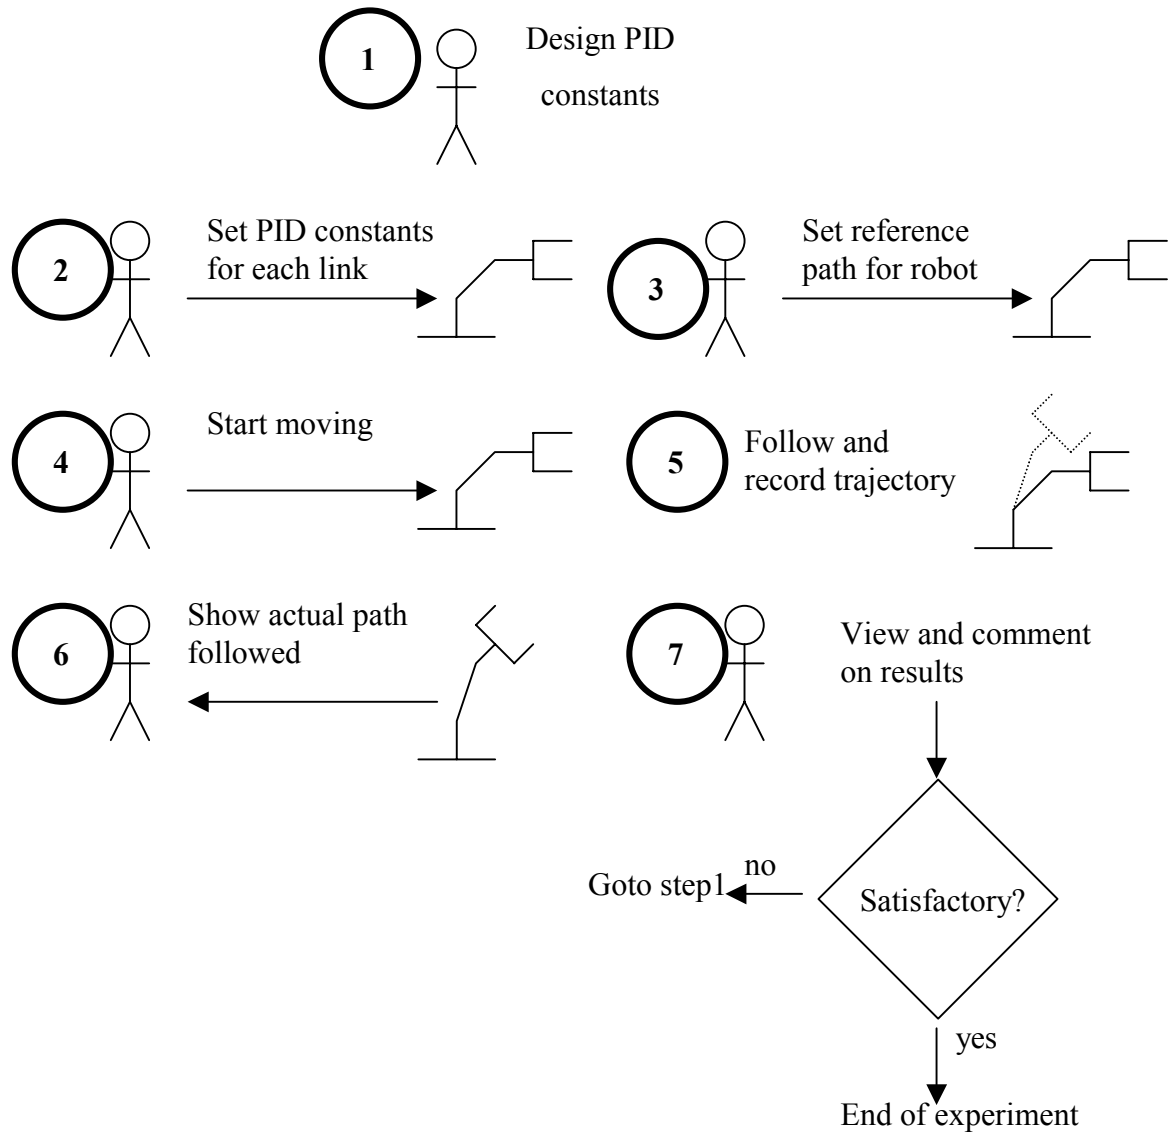 1
Design PID
constants
2
Set PID constants
for each link
3
Set reference
path for robot
4
Start moving
5
Follow and
record trajectory
6
Show actual path
followed
7
View and comment
on results
Goto step1
no
Satisfactory?
yes
End of experiment